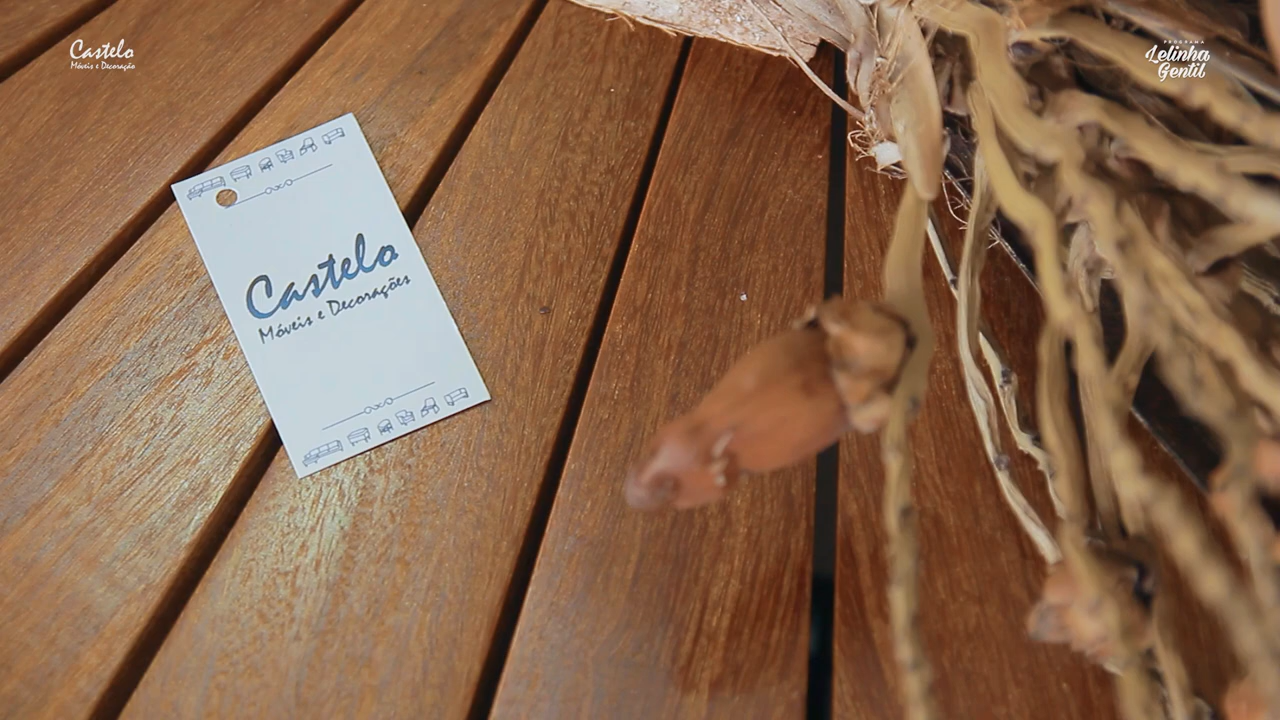 Castelo
Móveis e Decoração
PROGRAMA
Lelinha
Gentil
Castelo
Móveis e Decorações